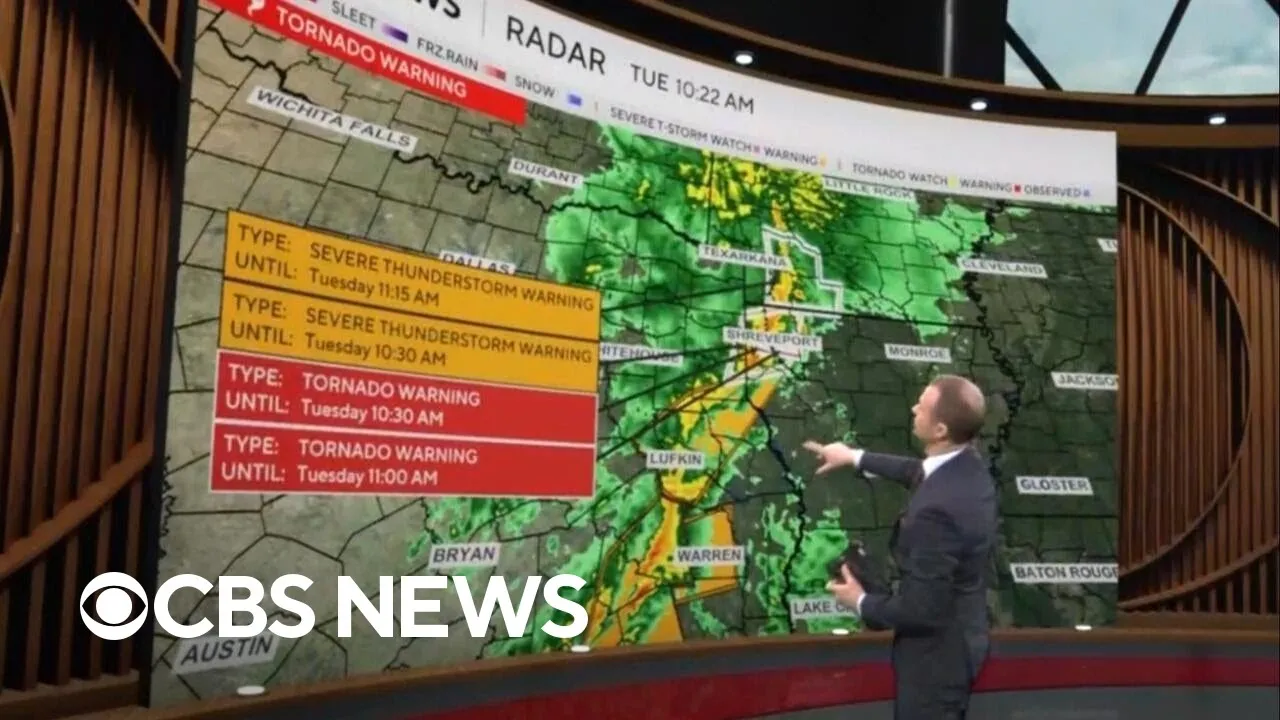 RADAR TUE 10:22 AM
SLEET FRZ.RAIN SNOW
SEVERE T-STORM WATCH WARNING TORNADO WATCH WARNING OBSERVED
TORNADO WARNING
WICHITA FALLS
DURANT
LITTLE ROCK
DALLAS
TEXARKANA
CLEVELAND
TYPE: SEVERE THUNDERSTORM WARNING
UNTIL: Tuesday 11:15 AM
TYPE: SEVERE THUNDERSTORM WARNING
UNTIL: Tuesday 10:30 AM
TYPE: TORNADO WARNING
UNTIL: Tuesday 10:30 AM
TYPE: TORNADO WARNING
UNTIL: Tuesday 11:00 AM
SHREVEPORT
HITEHOUSE
MONROE
JACKSO
LUFKIN
GLOSTER
BRYAN
WARREN
BATON ROUGE
LAKE C
CBS NEWS
AUSTIN